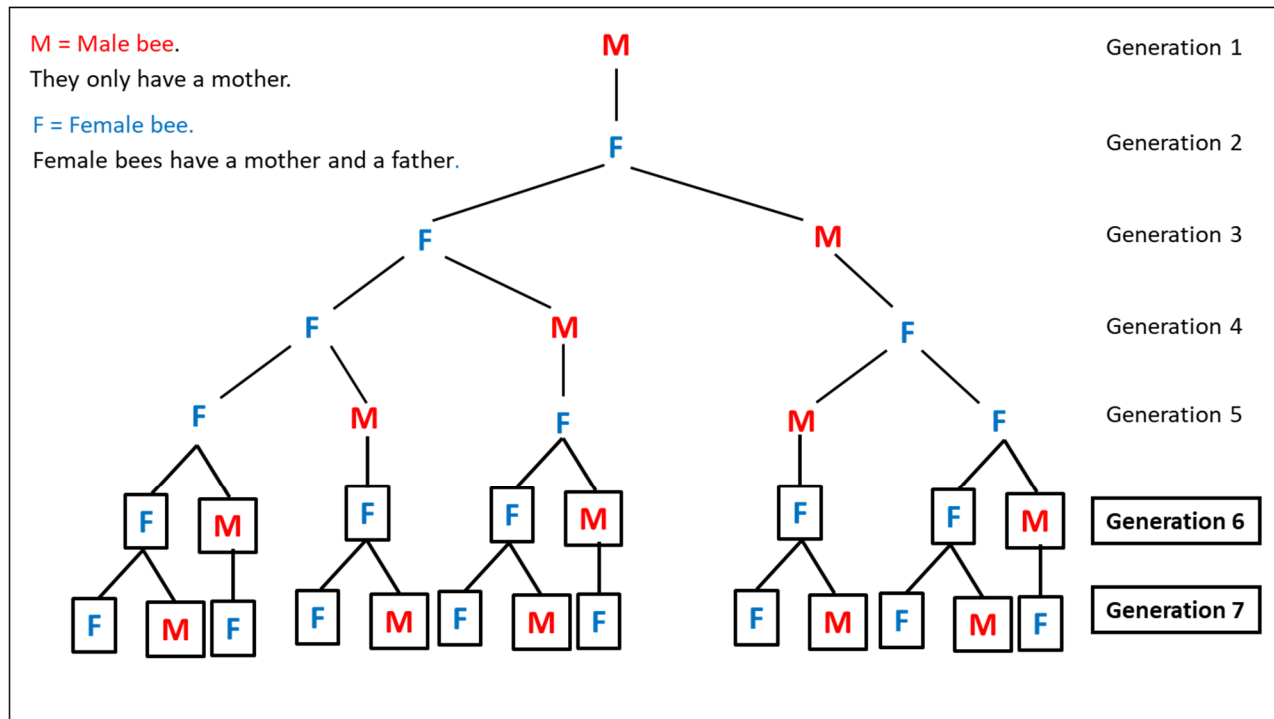 M = Male bee.
They only have a mother.
F = Female bee.
Female bees have a mother and a father.
M Generation 1
F Generation 2
F M Generation 3
F M F Generation 4
F M F M F Generation 5
F M F F M F F M Generation 6
F M F F M F M F F M F M F Generation 7